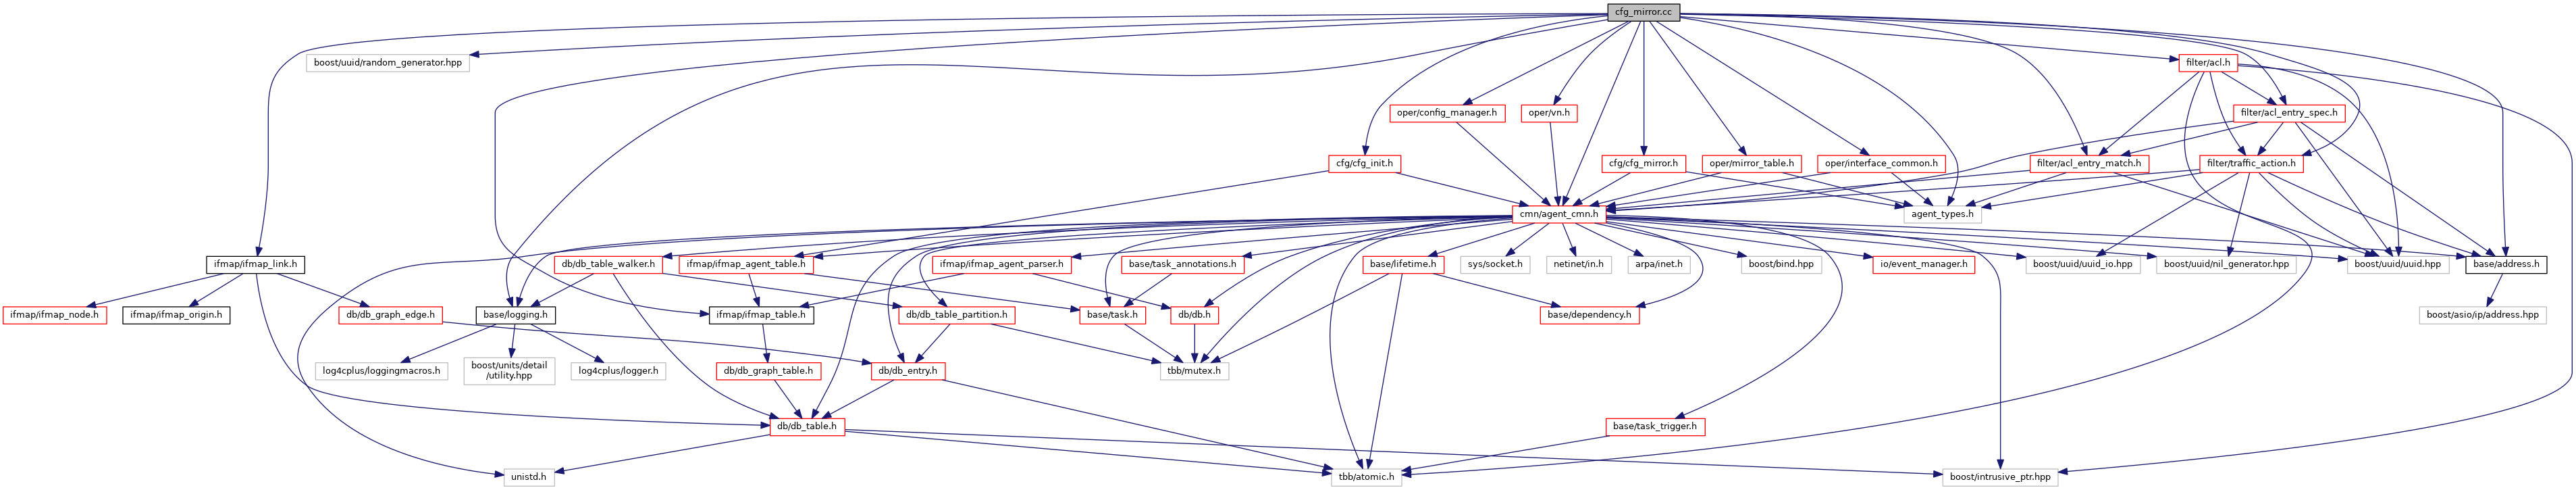 cfg_mirror.cc
boost/uuid/random_generator.hpp
filter/acl.h
oper/config_manager.h
oper/vn.h
filter/acl_entry_spec.h
cfg/cfg_init.h
cfg/cfg_mirror.h
oper/mirror_table.h
oper/interface_common.h
filter/acl_entry_match.h
filter/traffic_action.h
cmn/agent_cmn.h
agent_types.h
ifmap/ifmap_link.h
db/db_table_walker.h
ifmap/ifmap_agent_table.h
ifmap/ifmap_agent_parser.h
base/task_annotations.h
base/lifetime.h
sys/socket.h
netinet/in.h
arpa/inet.h
boost/bind.hpp
io/event_manager.h
boost/uuid/uuid_io.hpp
boost/uuid/nil_generator.hpp
boost/uuid/uuid.hpp
base/address.h
ifmap/ifmap_node.h
ifmap/ifmap_origin.h
db/db_graph_edge.h
base/logging.h
ifmap/ifmap_table.h
db/db_table_partition.h
base/task.h
db/db.h
base/dependency.h
boost/asio/ip/address.hpp
log4cplus/loggingmacros.h
boost/units/detail
/utility.hpp
log4cplus/logger.h
db/db_graph_table.h
db/db_entry.h
tbb/mutex.h
db/db_table.h
base/task_trigger.h
unistd.h
tbb/atomic.h
boost/intrusive_ptr.hpp